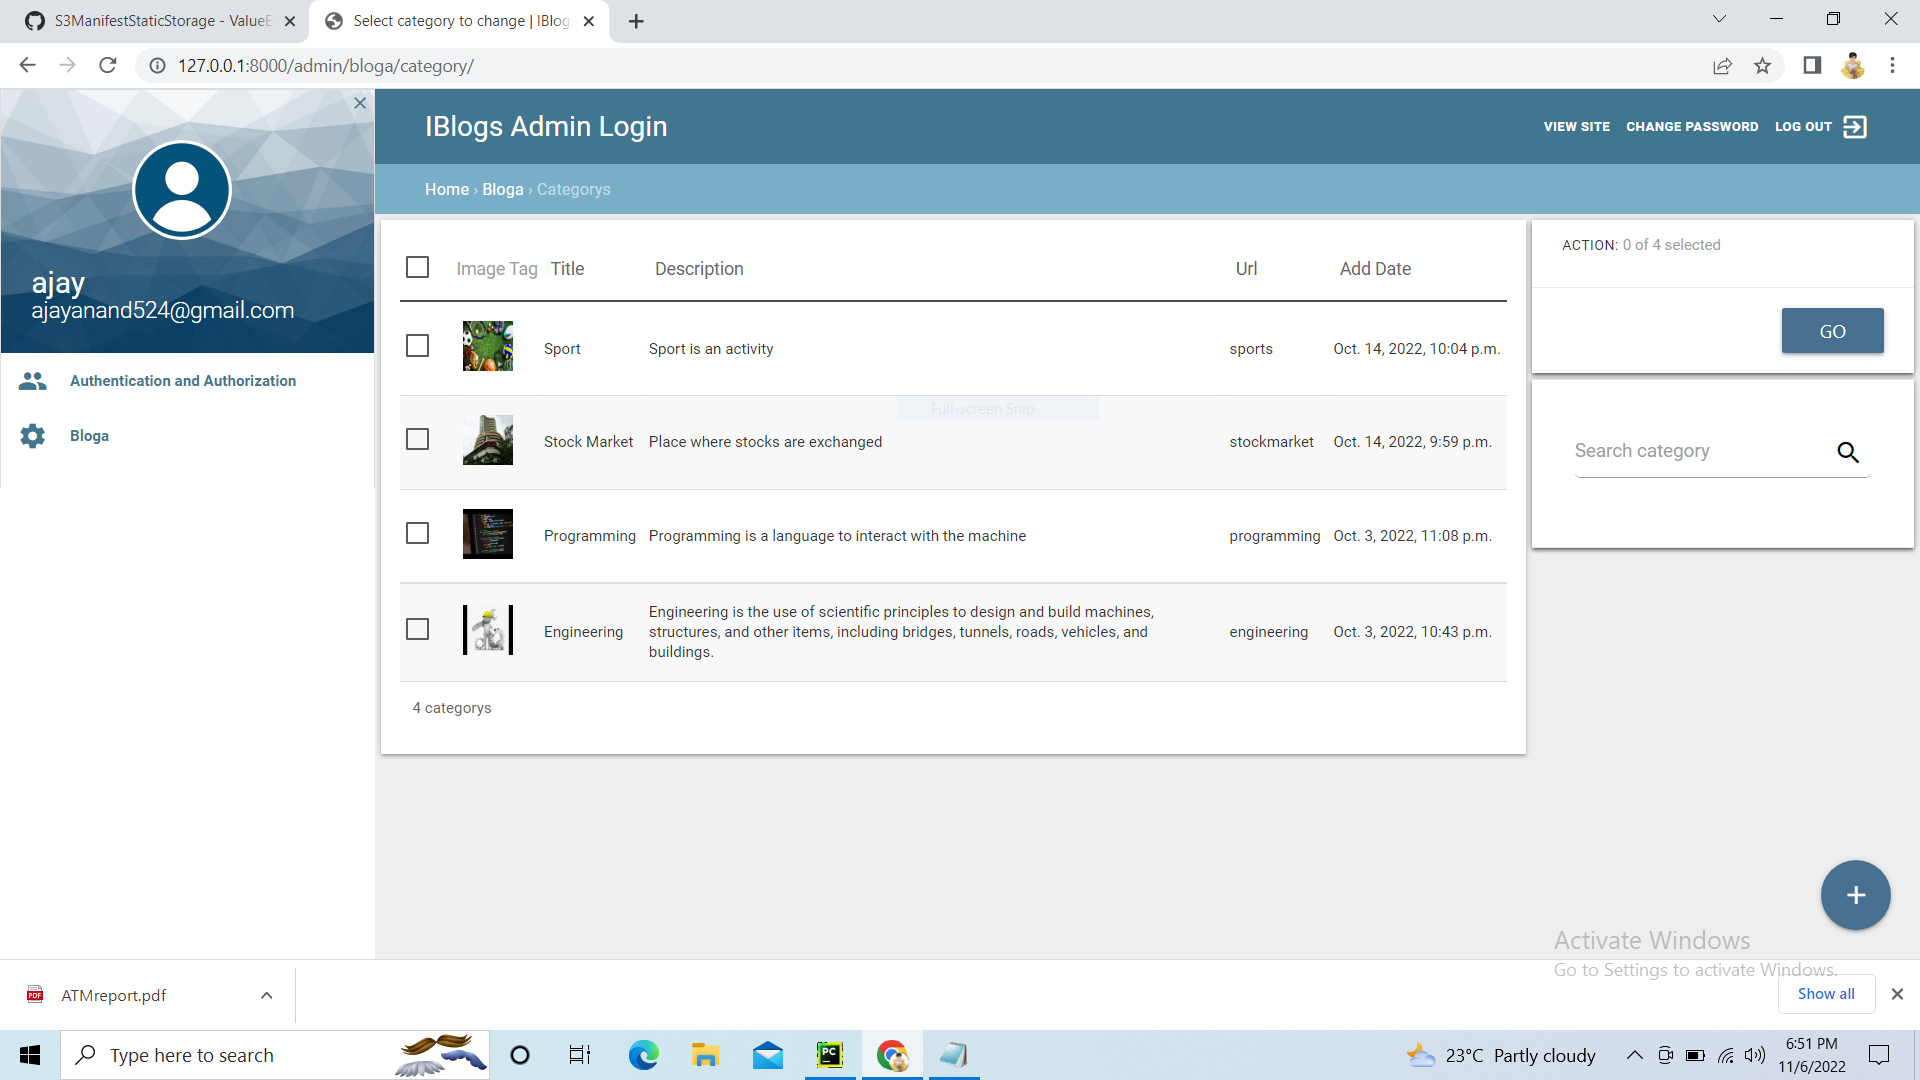 S3ManifestStaticStorage - ValueE
Select category to change | IBlog
127.0.0.1:8000/admin/bloga/category/
IBlogs Admin Login
VIEW SITE CHANGE PASSWORD LOG OUT
Home › Bloga › Categorys
ajay
ajayanand524@gmail.com
Authentication and Authorization
Bloga
Image Tag Title Description Url Add Date
Sport Sport is an activity sports Oct. 14, 2022, 10:04 p.m.
Full-screen Snip
Stock Market Place where stocks are exchanged stockmarket Oct. 14, 2022, 9:59 p.m.
Programming Programming is a language to interact with the machine programming Oct. 3, 2022, 11:08 p.m.
Engineering Engineering is the use of scientific principles to design and build machines,
structures, and other items, including bridges, tunnels, roads, vehicles, and
buildings. engineering Oct. 3, 2022, 10:43 p.m.
4 categorys
ACTION: 0 of 4 selected
GO
Search category
+
Activate Windows
Go to Settings to activate Windows.
PDF
ATMreport.pdf
Show all
Type here to search
PC
23°C Partly cloudy
6:51 PM
11/6/2022